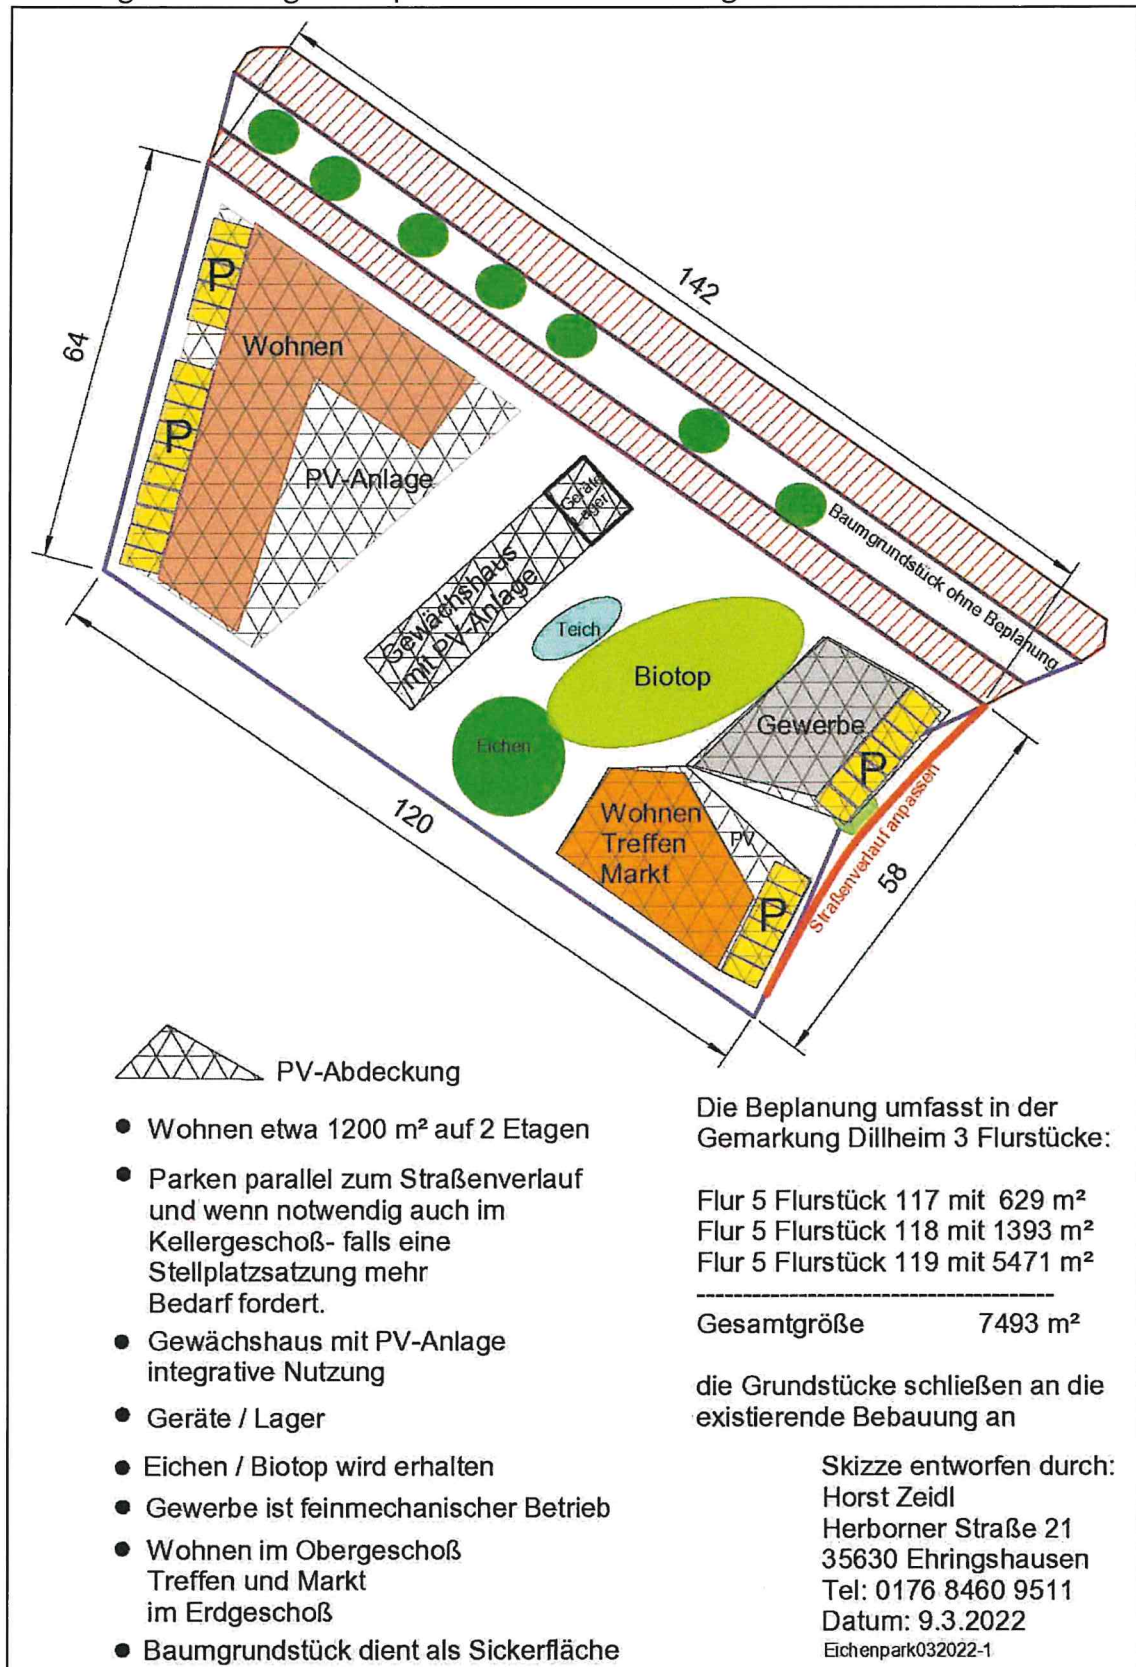 142
64
P
Wohnen
P
PV-Anlage
Geräte
Lager
Gewächshaus
mit PV-Anlage
Baumgrundstück ohne Beplanung
Teich
Biotop
Eichen
Gewerbe
P
120
Wohnen
Treffen
Markt
PV
P
Straßenverlauf anpassen
58
PV-Abdeckung
● Wohnen etwa 1200 m² auf 2 Etagen
● Parken parallel zum Straßenverlauf
und wenn notwendig auch im
Kellergeschoß- falls eine
Stellplatzsatzung mehr
Bedarf fordert.
● Gewächshaus mit PV-Anlage
integrative Nutzung
● Geräte / Lager
● Eichen / Biotop wird erhalten
● Gewerbe ist feinmechanischer Betrieb
● Wohnen im Obergeschoß
Treffen und Markt
im Erdgeschoß
● Baumgrundstück dient als Sickerfläche
Die Beplanung umfasst in der
Gemarkung Dillheim 3 Flurstücke:
Flur 5 Flurstück 117 mit 629 m²
Flur 5 Flurstück 118 mit 1393 m²
Flur 5 Flurstück 119 mit 5471 m²
---------------------------------------
Gesamtgröße 7493 m²
die Grundstücke schließen an die
existierende Bebauung an
Skizze entworfen durch:
Horst Zeidl
Herborner Straße 21
35630 Ehringshausen
Tel: 0176 8460 9511
Datum: 9.3.2022
Eichenpark032022-1